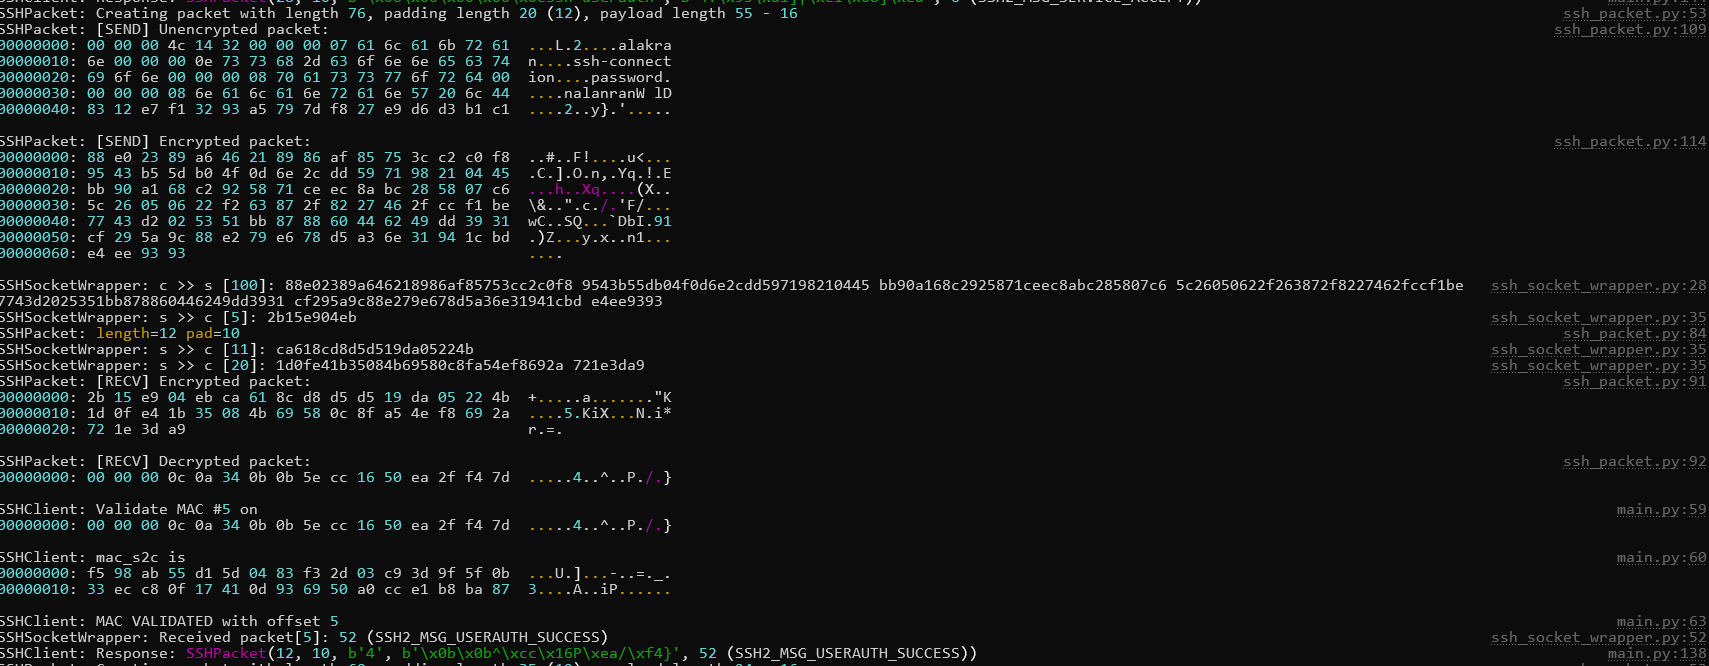 SSHPacket: Creating packet with length 76, padding length 20 (12), payload length 55 - 16 ssh_packet.py:53
SSHPacket: [SEND] Unencrypted packet: ssh_packet.py:109
00000000: 00 00 00 4c 14 32 00 00 00 07 61 6c 61 6b 72 61 ...L.2....alakra
00000010: 6e 00 00 00 0e 73 73 68 2d 63 6f 6e 6e 65 63 74 n....ssh-connect
00000020: 69 6f 6e 00 00 00 08 70 61 73 73 77 6f 72 64 00 ion....password.
00000030: 00 00 00 08 6e 61 6c 61 6e 72 61 6e 57 20 6c 44 ....nalanranW lD
00000040: 83 12 e7 f1 32 93 a5 79 7d f8 27 e9 d6 d3 b1 c1 ....2..y}.'.....
SSHPacket: [SEND] Encrypted packet: ssh_packet.py:114
00000000: 88 e0 23 89 a6 46 21 89 86 af 85 75 3c c2 c0 f8 ..#..F!....u<...
00000010: 95 43 b5 5d b0 4f 0d 6e 2c dd 59 71 98 21 04 45 .C.].O.n,.Yq.!.E
00000020: bb 90 a1 68 c2 92 58 71 ce ec 8a bc 28 58 07 c6 ...h..Xq....(X..
00000030: 5c 26 05 06 22 f2 63 87 2f 82 27 46 2f cc f1 be \&..".c./.'F/...
00000040: 77 43 d2 02 53 51 bb 87 88 60 44 62 49 dd 39 31 wC..SQ...`DbI.91
00000050: cf 29 5a 9c 88 e2 79 e6 78 d5 a3 6e 31 94 1c bd .)Z...y.x..n1...
00000060: e4 ee 93 93 ....
SSHSocketWrapper: c >> s [100]: 88e02389a646218986af85753cc2c0f8 9543b55db04f0d6e2cdd597198210445 bb90a168c2925871ceec8abc285807c6 5c26050622f263872f8227462fccf1be ssh_socket_wrapper.py:28
7743d2025351bb878860446249dd3931 cf295a9c88e279e678d5a36e31941cbd e4ee9393
SSHSocketWrapper: s >> c [5]: 2b15e904eb ssh_socket_wrapper.py:35
SSHPacket: length=12 pad=10 ssh_packet.py:84
SSHSocketWrapper: s >> c [11]: ca618cd8d5d519da05224b ssh_socket_wrapper.py:35
SSHSocketWrapper: s >> c [20]: 1d0fe41b35084b69580c8fa54ef8692a 721e3da9 ssh_socket_wrapper.py:35
SSHPacket: [RECV] Encrypted packet: ssh_packet.py:91
00000000: 2b 15 e9 04 eb ca 61 8c d8 d5 d5 19 da 05 22 4b +.....a......."K
00000010: 1d 0f e4 1b 35 08 4b 69 58 0c 8f a5 4e f8 69 2a ....5.KiX...N.i*
00000020: 72 1e 3d a9 r.=.
SSHPacket: [RECV] Decrypted packet: ssh_packet.py:92
00000000: 00 00 00 0c 0a 34 0b 0b 5e cc 16 50 ea 2f f4 7d .....4..^..P./.}
SSHClient: Validate MAC #5 on main.py:59
00000000: 00 00 00 0c 0a 34 0b 0b 5e cc 16 50 ea 2f f4 7d .....4..^..P./.}
SSHClient: mac_s2c is main.py:60
00000000: f5 98 ab 55 d1 5d 04 83 f3 2d 03 c9 3d 9f 5f 0b ...U.]...-..=._.
00000010: 33 ec c8 0f 17 41 0d 93 69 50 a0 cc e1 b8 ba 87 3....A..iP......
SSHClient: MAC VALIDATED with offset 5 main.py:63
SSHSocketWrapper: Received packet[5]: 52 (SSH2_MSG_USERAUTH_SUCCESS) ssh_socket_wrapper.py:52
SSHClient: Response: SSHPacket(12, 10, b'4', b'\x0b\x0b^\xcc\x16P\xea/\xf4}', 52 (SSH2_MSG_USERAUTH_SUCCESS)) main.py:138